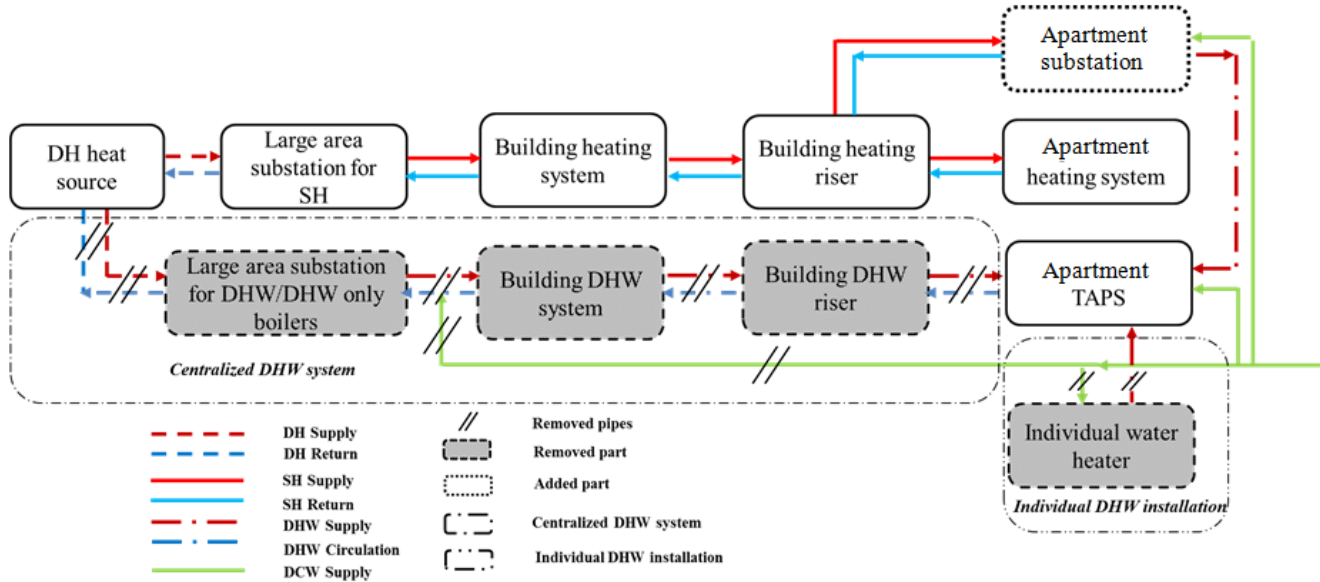 Apartment
substation
DH heat
source
Large area
substation for
SH
Building heating
system
Building heating
riser
Apartment
heating system
Large area substation
for DHW/DHW only
boilers
Building DHW
system
Building DHW
riser
Apartment
TAPS
Centralized DHW system
Individual water
heater
Individual DHW installation
DH Supply
DH Return
SH Supply
SH Return
DHW Supply
DHW Circulation
DCW Supply
Removed pipes
Removed part
Added part
Centralized DHW system
Individual DHW installation